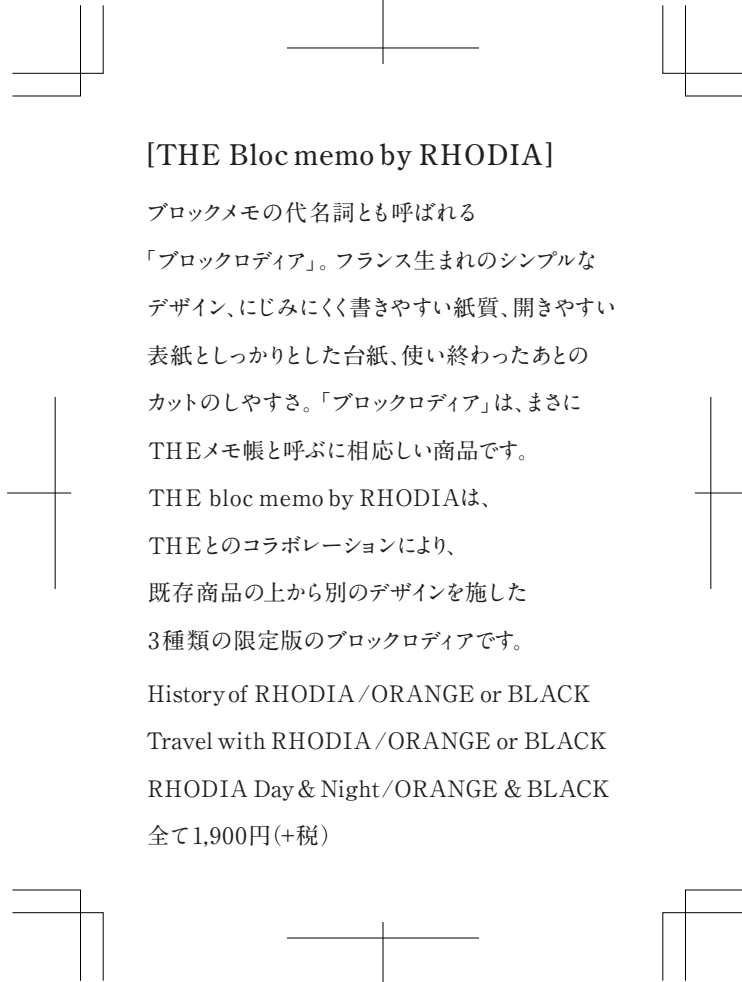 [THE Bloc memo by RHODIA]
ブロックメモの代名詞とも呼ばれる
「ブロックロディア」。フランス生まれのシンプルな
デザイン、にじみにくく書きやすい紙質、開きやすい
表紙としっかりとした台紙、使い終わったあとの
カットのしやすさ。「ブロックロディア」は、まさに
THEメモ帳と呼ぶに相応しい商品です。
THE bloc memo by RHODIAは、
THEとのコラボレーションにより、
既存商品の上から別のデザインを施した
3種類の限定版のブロックロディアです。
History of RHODIA/ORANGE or BLACK
Travel with RHODIA/ORANGE or BLACK
RHODIA Day & Night/ORANGE & BLACK
全て1,900円(+税)